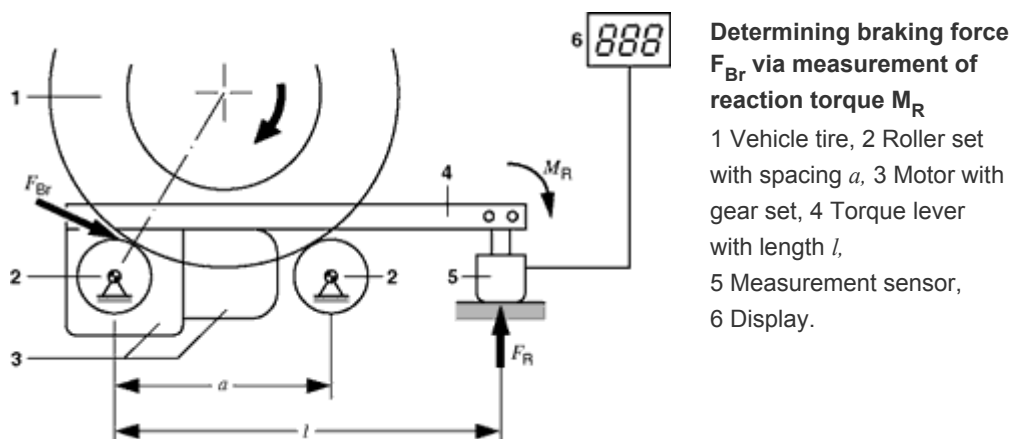 6 888
1
F_Br
4
M_R
2
2
5
3
F_R
a
l
Determining braking force
F_Br via measurement of
reaction torque M_R
1 Vehicle tire, 2 Roller set
with spacing a, 3 Motor with
gear set, 4 Torque lever
with length l,
5 Measurement sensor,
6 Display.